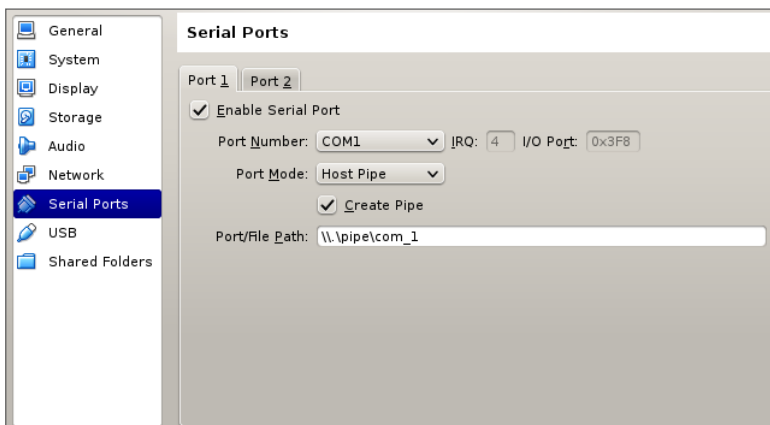 General
System
Display
Storage
Audio
Network
Serial Ports
USB
Shared Folders
Serial Ports
Port 1 Port 2
Enable Serial Port
Port Number: COM1 IRQ: 4 I/O Port: 0x3F8
Port Mode: Host Pipe
Create Pipe
Port/File Path: \\.\pipe\com_1